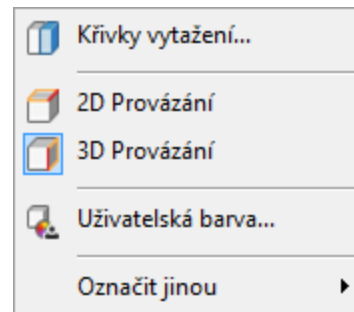 Křivky vytažení...
2D Provázání
3D Provázání
Uživatelská barva...
Označit jinou